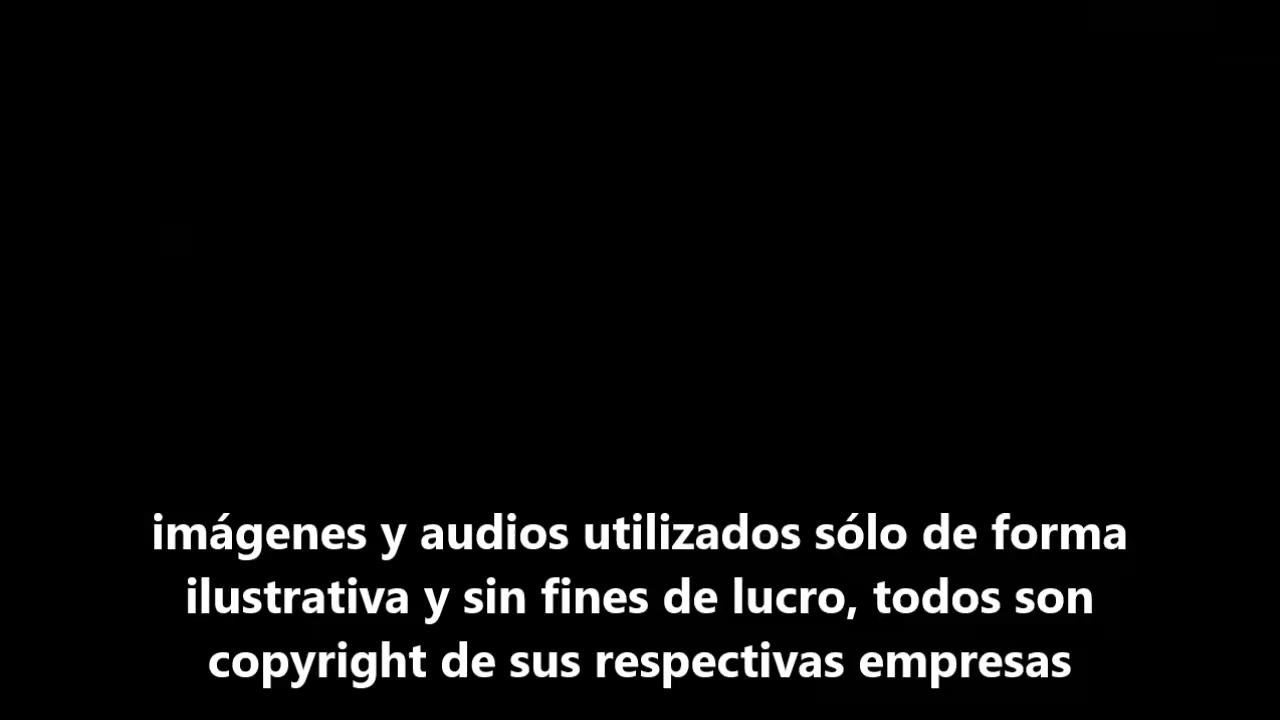 imágenes y audios utilizados sólo de forma
ilustrativa y sin fines de lucro, todos son
copyright de sus respectivas empresas